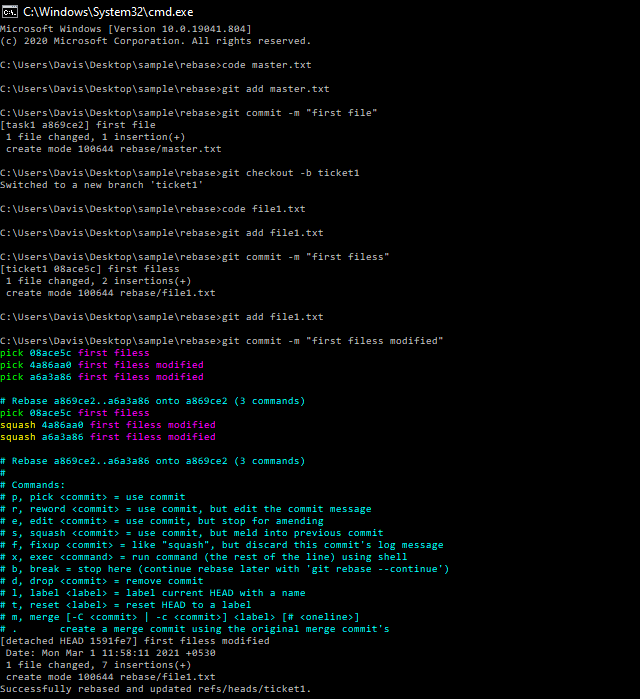 C:\Windows\System32\cmd.exe
Microsoft Windows [Version 10.0.19041.804]
(c) 2020 Microsoft Corporation. All rights reserved.
C:\Users\Davis\Desktop\sample\rebase>code master.txt
C:\Users\Davis\Desktop\sample\rebase>git add master.txt
C:\Users\Davis\Desktop\sample\rebase>git commit -m "first file"
[task1 a869ce2] first file
1 file changed, 1 insertion(+)
create mode 100644 rebase/master.txt
C:\Users\Davis\Desktop\sample\rebase>git checkout -b ticket1
Switched to a new branch 'ticket1'
C:\Users\Davis\Desktop\sample\rebase>code file1.txt
C:\Users\Davis\Desktop\sample\rebase>git add file1.txt
C:\Users\Davis\Desktop\sample\rebase>git commit -m "first filess"
[ticket1 08ace5c] first filess
1 file changed, 2 insertions(+)
create mode 100644 rebase/file1.txt
C:\Users\Davis\Desktop\sample\rebase>git add file1.txt
C:\Users\Davis\Desktop\sample\rebase>git commit -m "first filess modified"
pick 08ace5c first filess
pick 4a86aa0 first filess modified
pick a6a3a86 first filess modified
# Rebase a869ce2..a6a3a86 onto a869ce2 (3 commands)
pick 08ace5c first filess
squash 4a86aa0 first filess modified
squash a6a3a86 first filess modified
# Rebase a869ce2..a6a3a86 onto a869ce2 (3 commands)
#
# Commands:
# p, pick <commit> = use commit
# r, reword <commit> = use commit, but edit the commit message
# e, edit <commit> = use commit, but stop for amending
# s, squash <commit> = use commit, but meld into previous commit
# f, fixup <commit> = like "squash", but discard this commit's log message
# x, exec <command> = run command (the rest of the line) using shell
# b, break = stop here (continue rebase later with 'git rebase --continue')
# d, drop <commit> = remove commit
# l, label <label> = label current HEAD with a name
# t, reset <label> = reset HEAD to a label
# m, merge [-C <commit> | -c <commit>] <label> [# <oneline>]
# . create a merge commit using the original merge commit's
[detached HEAD 1591fe7] first filess modified
Date: Mon Mar 1 11:58:11 2021 +0530
1 file changed, 7 insertions(+)
create mode 100644 rebase/file1.txt
Successfully rebased and updated refs/heads/ticket1.